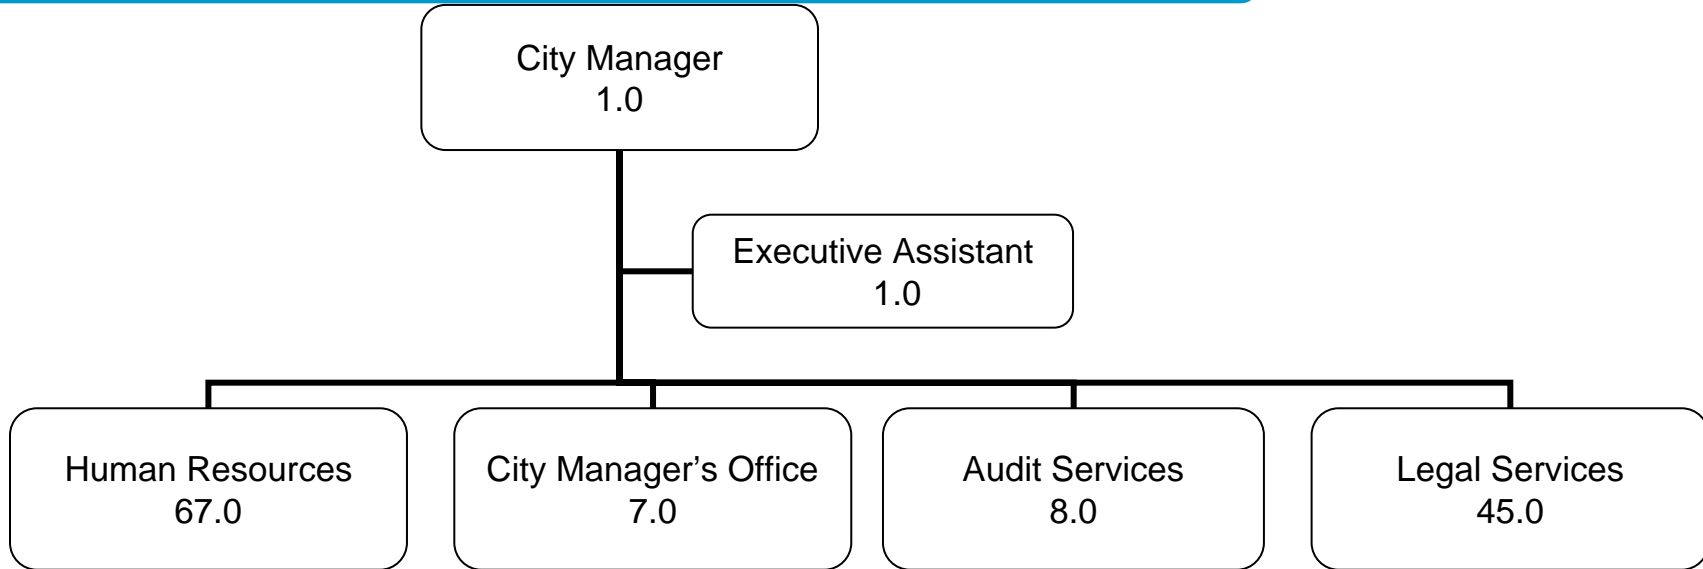 City Manager
1.0
Executive Assistant
1.0
Human Resources
67.0
City Manager’s Office
7.0
Audit Services
8.0
Legal Services
45.0